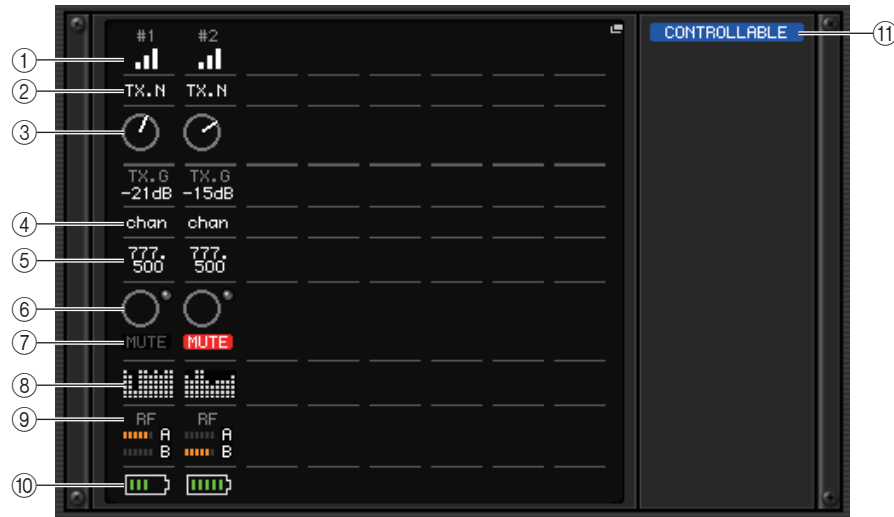 #1 #2 CONTROLLABLE ⑪
①
② TX.N TX.N
③
TX.G TX.G
-21dB -15dB
④ chan chan
⑤ 777. 777.
500 500
⑥
⑦ MUTE MUTE
⑧
⑨ RF RF
A A
B B
⑩